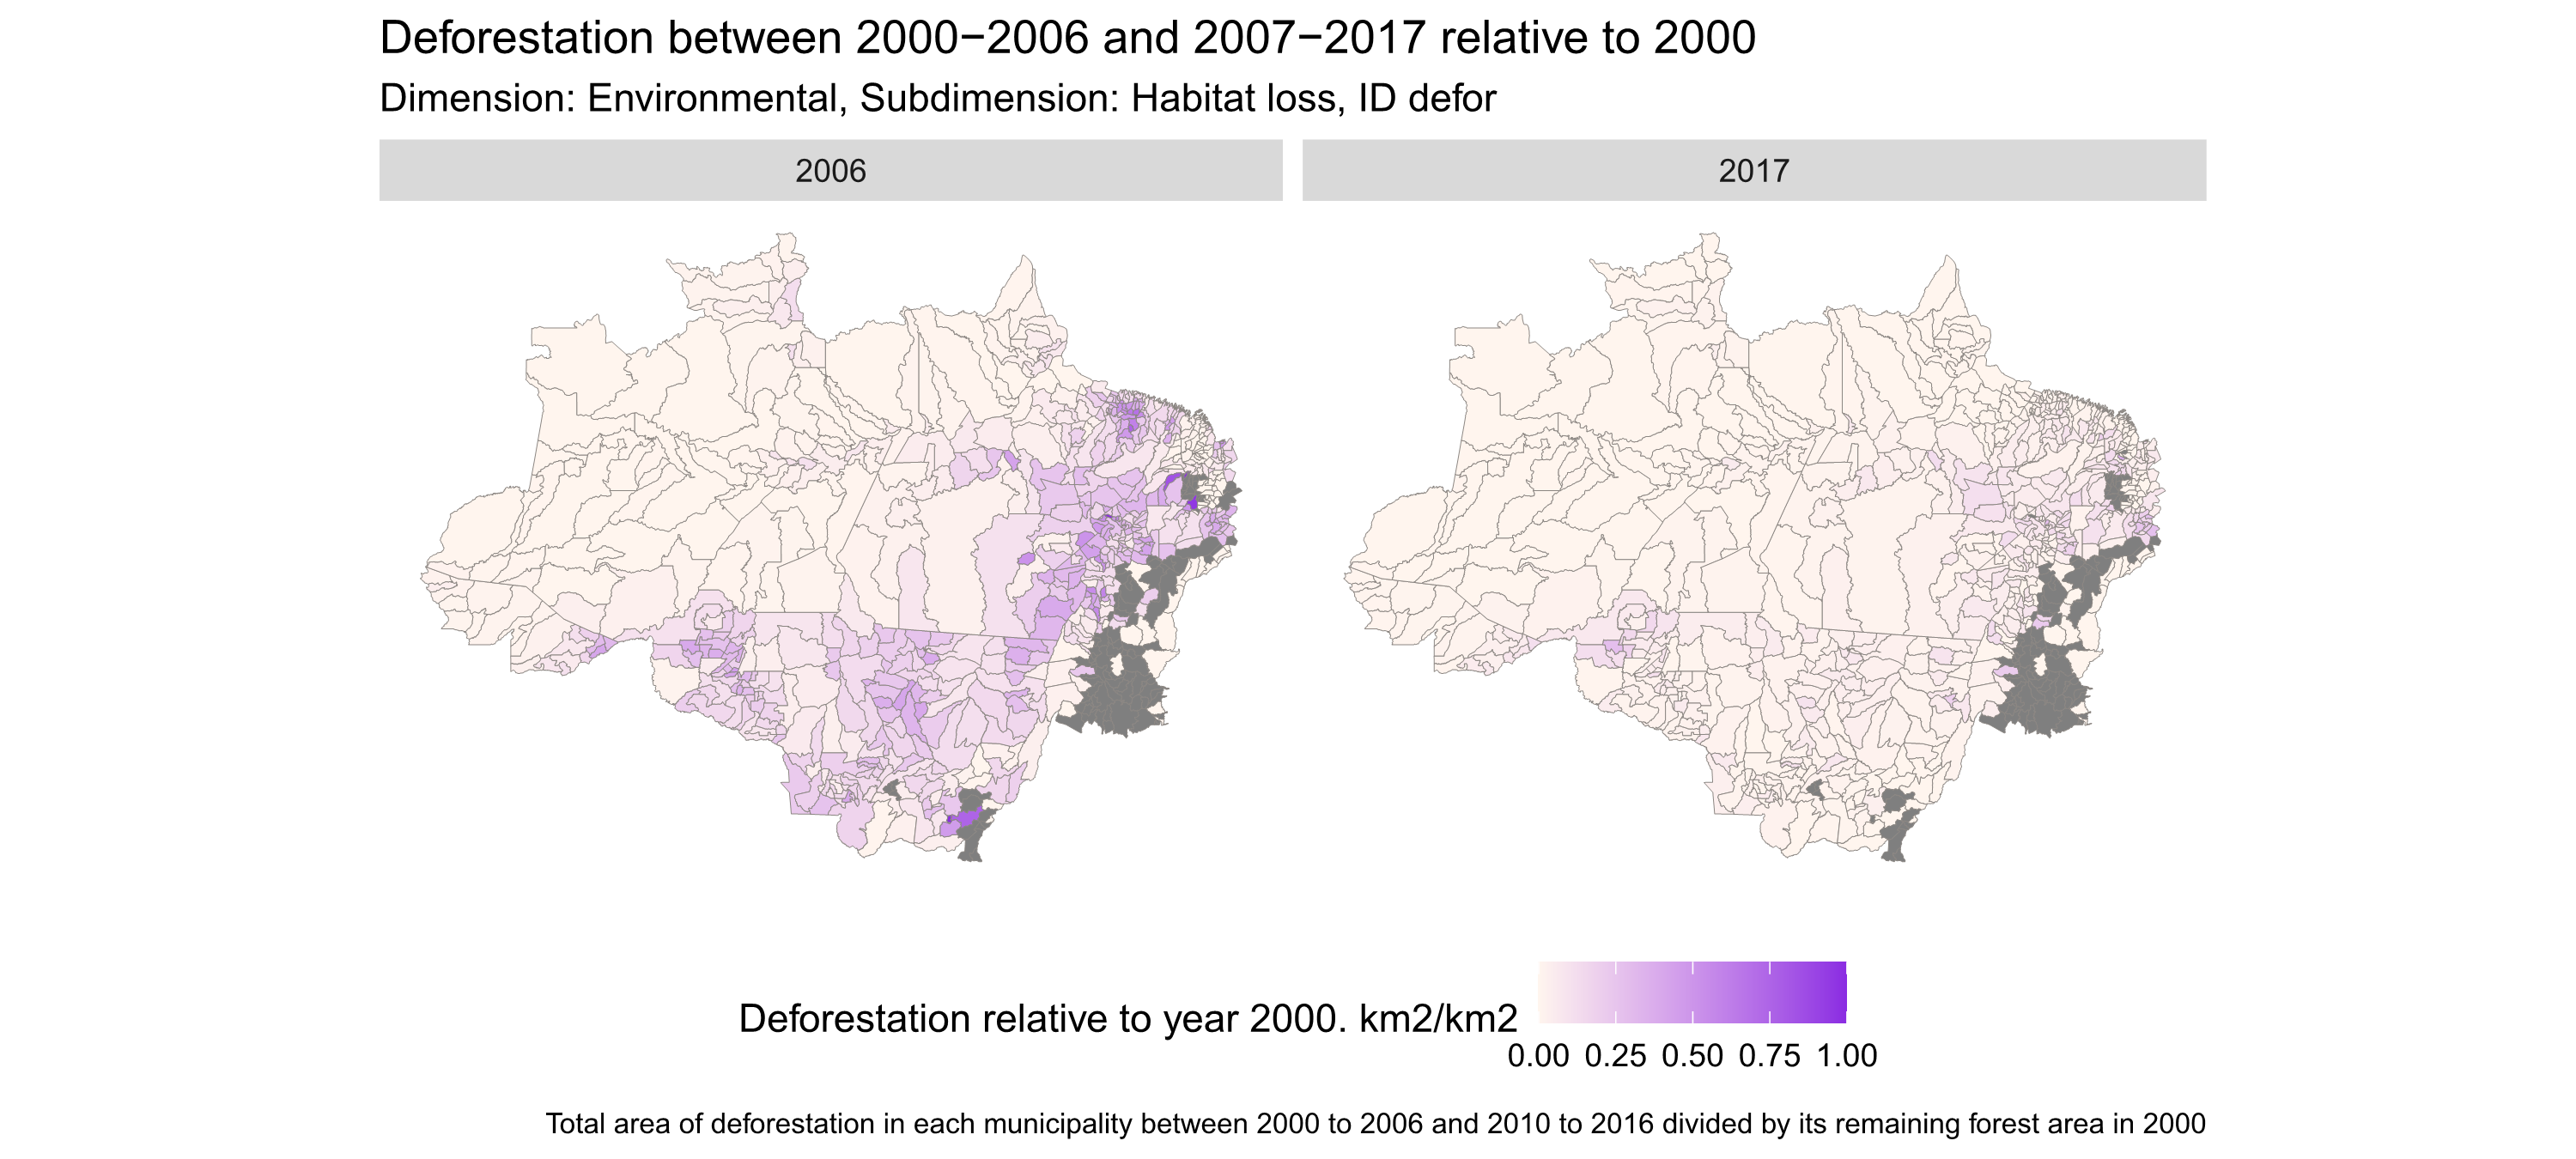 Deforestation between 2000−2006 and 2007−2017 relative to 2000
Dimension: Environmental, Subdimension: Habitat loss, ID defor
2006
2017
Deforestation relative to year 2000. km2/km2
0.00 0.25 0.50 0.75 1.00
Total area of deforestation in each municipality between 2000 to 2006 and 2010 to 2016 divided by its remaining forest area in 2000